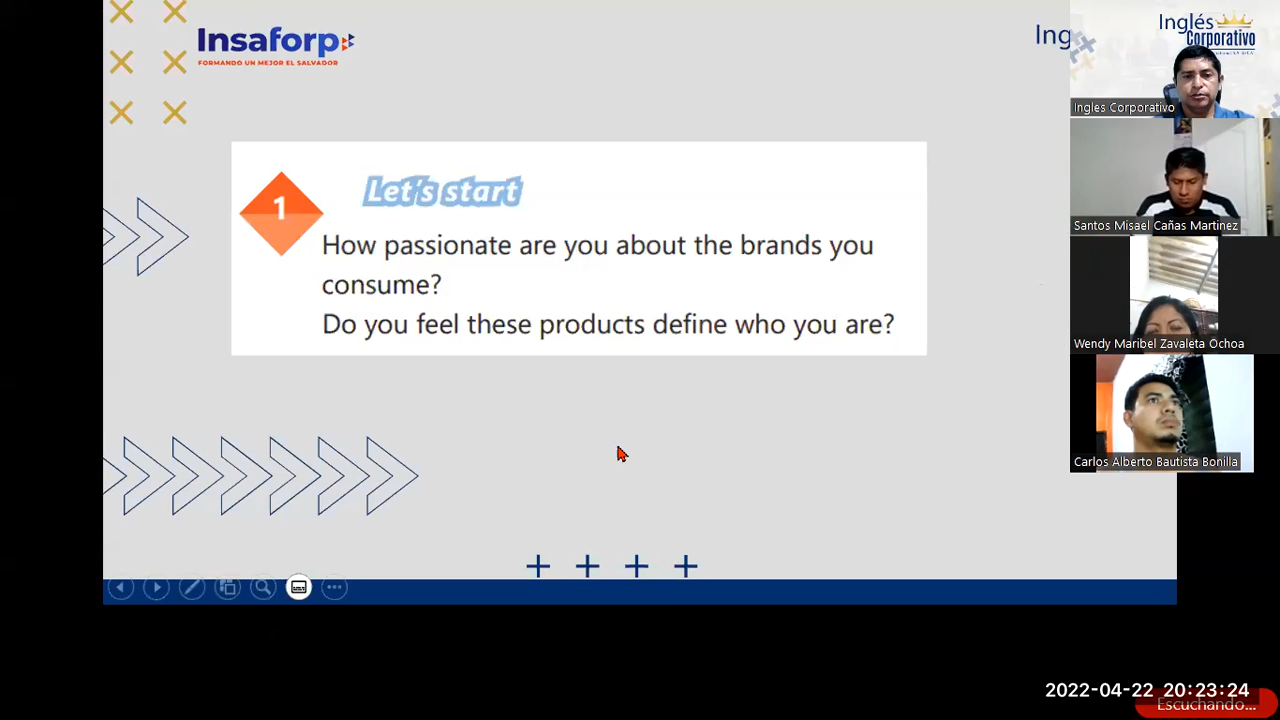 Insaforp
FORMANDO UN MEJOR EL SALVADOR
Ing
Inglés
Corporativo
Ingles Corporativo
1
Let's start
How passionate are you about the brands you
consume?
Do you feel these products define who you are?
Santos Misael Cañas Martinez
Wendy Maribel Zavaleta Ochoa
Carlos Alberto Bautista Bonilla
2022-04-22 20:23:24
Escuchando...